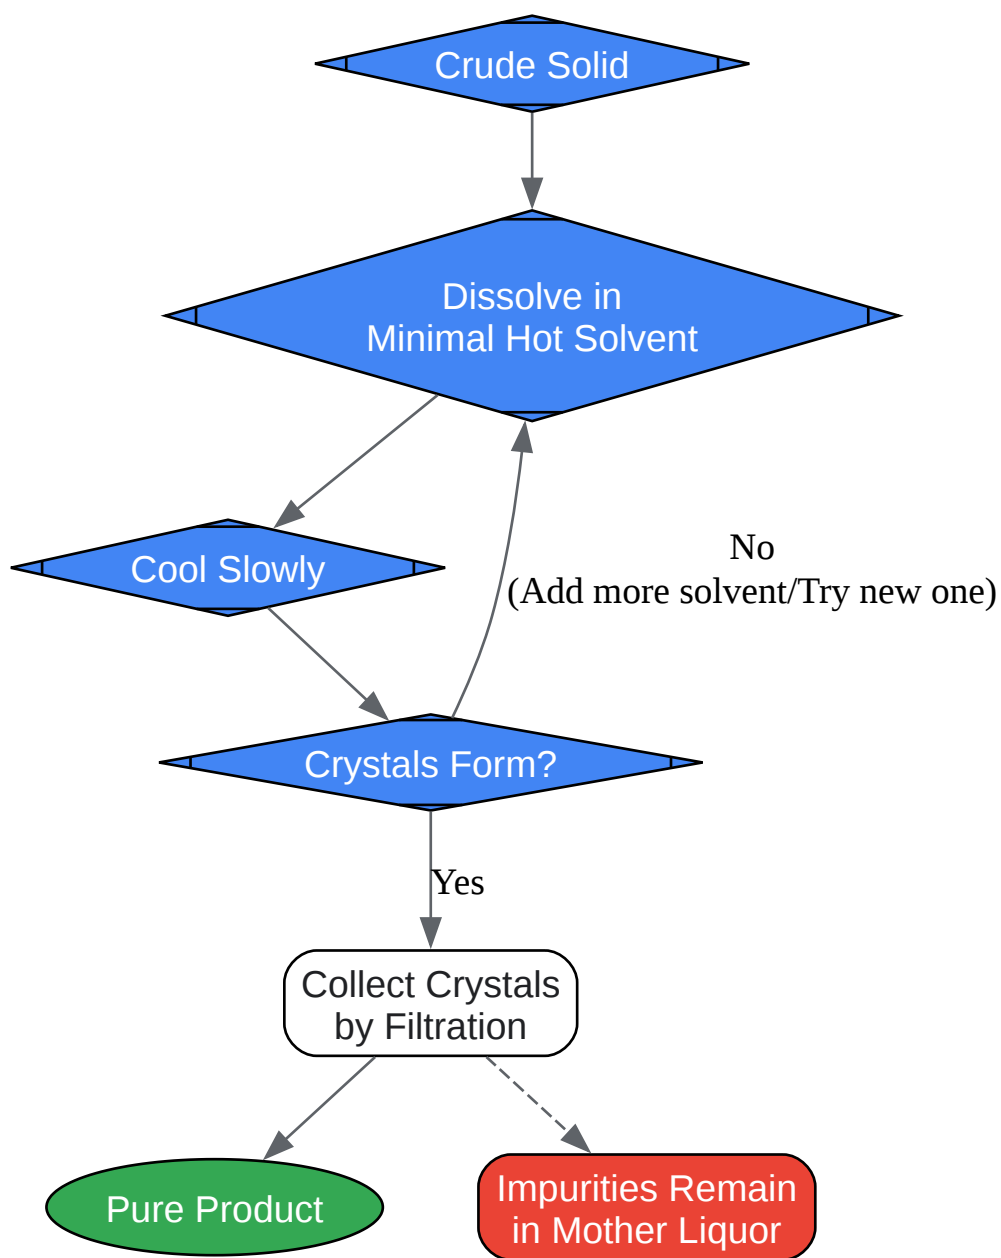 Crude Solid
Dissolve in
Minimal Hot Solvent
Cool Slowly
No
(Add more solvent/Try new one)
Crystals Form?
Yes
Collect Crystals
by Filtration
Pure Product
Impurities Remain
in Mother Liquor